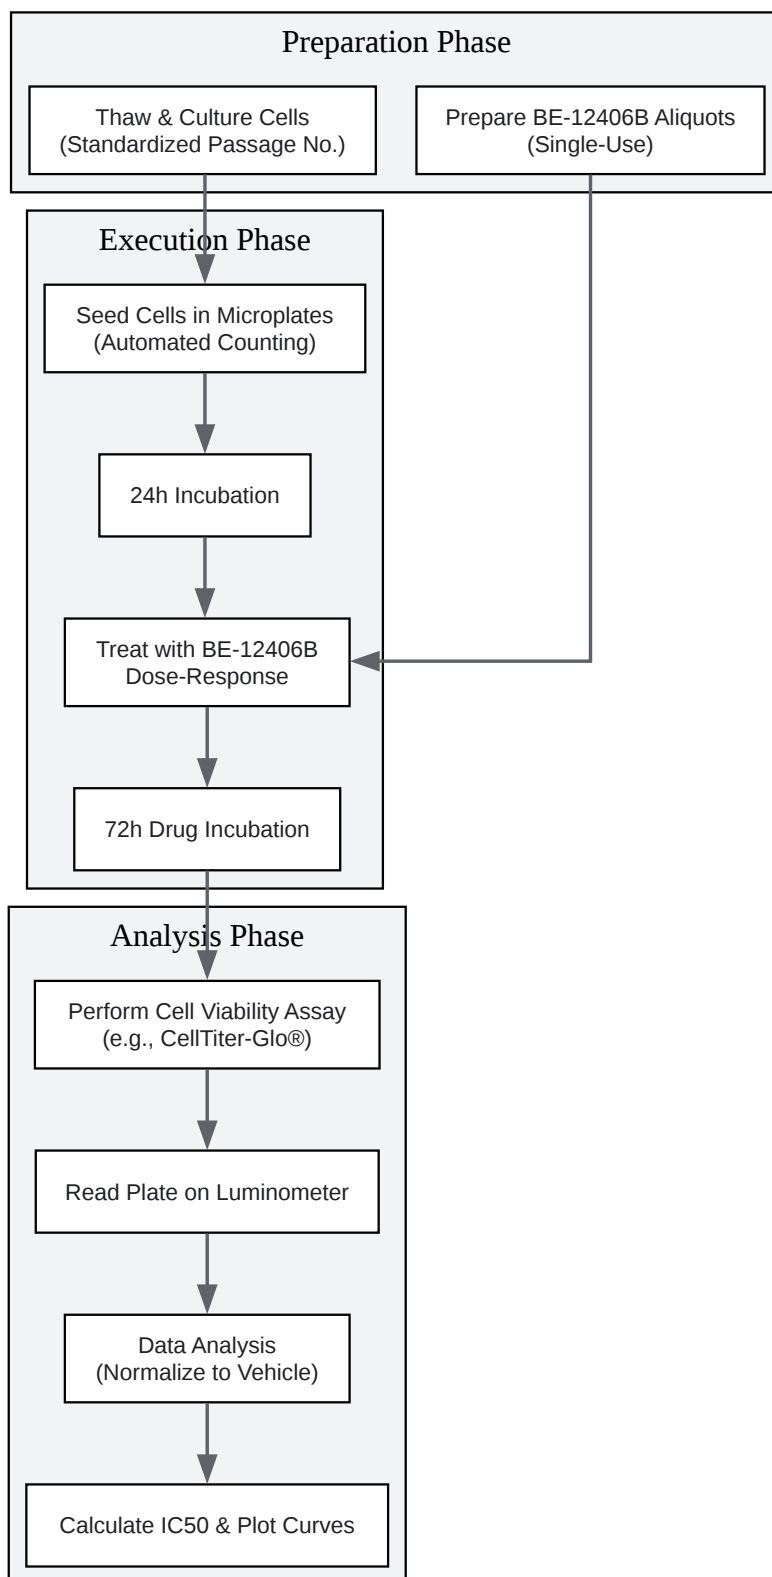 Preparation Phase
Thaw & Culture Cells
(Standardized Passage No.)
Prepare BE-12406B Aliquots
(Single-Use)
Execution Phase
Seed Cells in Microplates
(Automated Counting)
24h Incubation
Treat with BE-12406B
Dose-Response
72h Drug Incubation
Analysis Phase
Perform Cell Viability Assay
(e.g., CellTiter-Glo®)
Read Plate on Luminometer
Data Analysis
(Normalize to Vehicle)
Calculate IC50 & Plot Curves